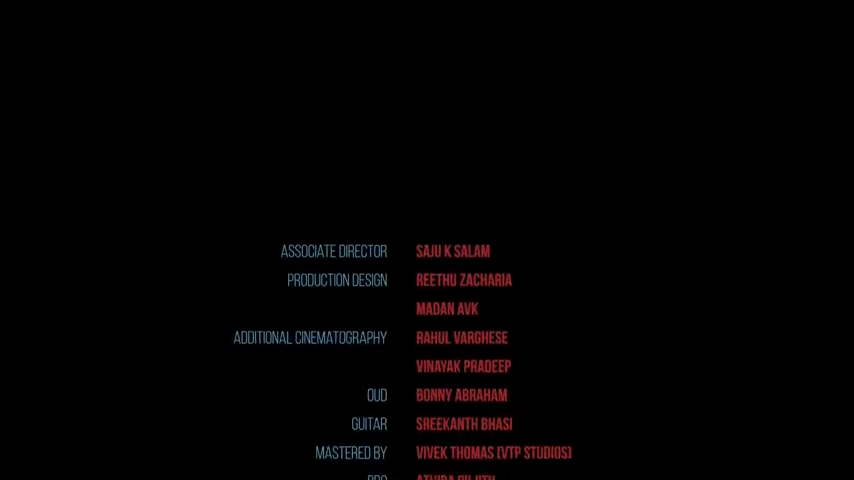 ASSOCIATE DIRECTOR SAJU K SALAM
PRODUCTION DESIGN REETHU ZACHARIA
MADAN AVK
ADDITIONAL CINEMATOGRAPHY RAHUL VARGHESE
VINAYAK PRADEEP
OUD BONNY ABRAHAM
GUITAR SREEKANTH BHASI
MASTERED BY VIVEK THOMAS (VTP STUDIOS)